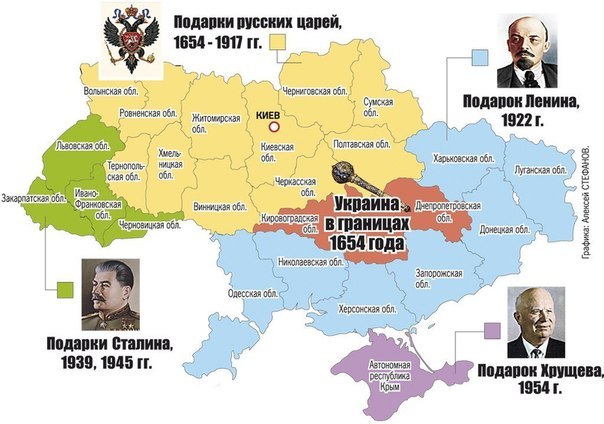 Подарки русских царей,
1654 - 1917 гг.
Подарок Ленина,
1922 г.
Волынская обл.
Ровненская обл.
Житомирская
обл.
КИЕВ
Киевская
обл.
Черниговская обл.
Сумская
обл.
Львовская обл.
Тернополь-
ская обл.
Хмель-
ницкая
обл.
Винницкая обл.
Черкасская
обл.
Полтавская обл.
Харьковская обл.
Луганская обл.
Закарпатская обл.
Ивано-
Франковская
обл.
Черновицкая обл.
Кировоградская
обл.
Украина
в границах
1654 года
Днепропетровская
обл.
Донецкая обл.
Николаевская обл.
Запорожская
обл.
Одесская обл.
Херсонская обл.
Автономная
республика
Крым
Подарки Сталина,
1939, 1945 гг.
Подарок Хрущева,
1954 г.
Графика: Алексей СТЕФАНОВ.